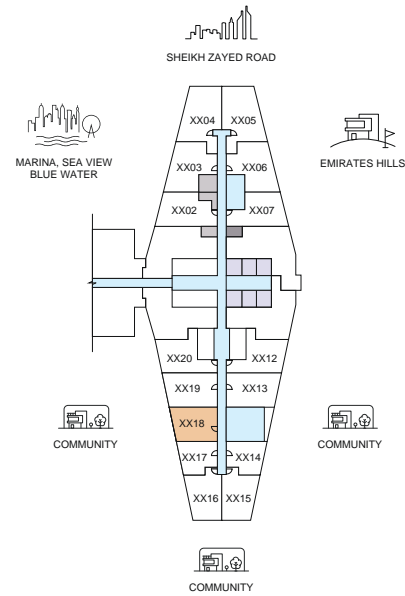 SHEIKH ZAYED ROAD
XX04 XX05
MARINA, SEA VIEW
BLUE WATER
EMIRATES HILLS
XX03 XX06
XX02 XX07
XX20 XX12
XX19 XX13
XX18
COMMUNITY
COMMUNITY
XX17 XX14
XX16 XX15
COMMUNITY